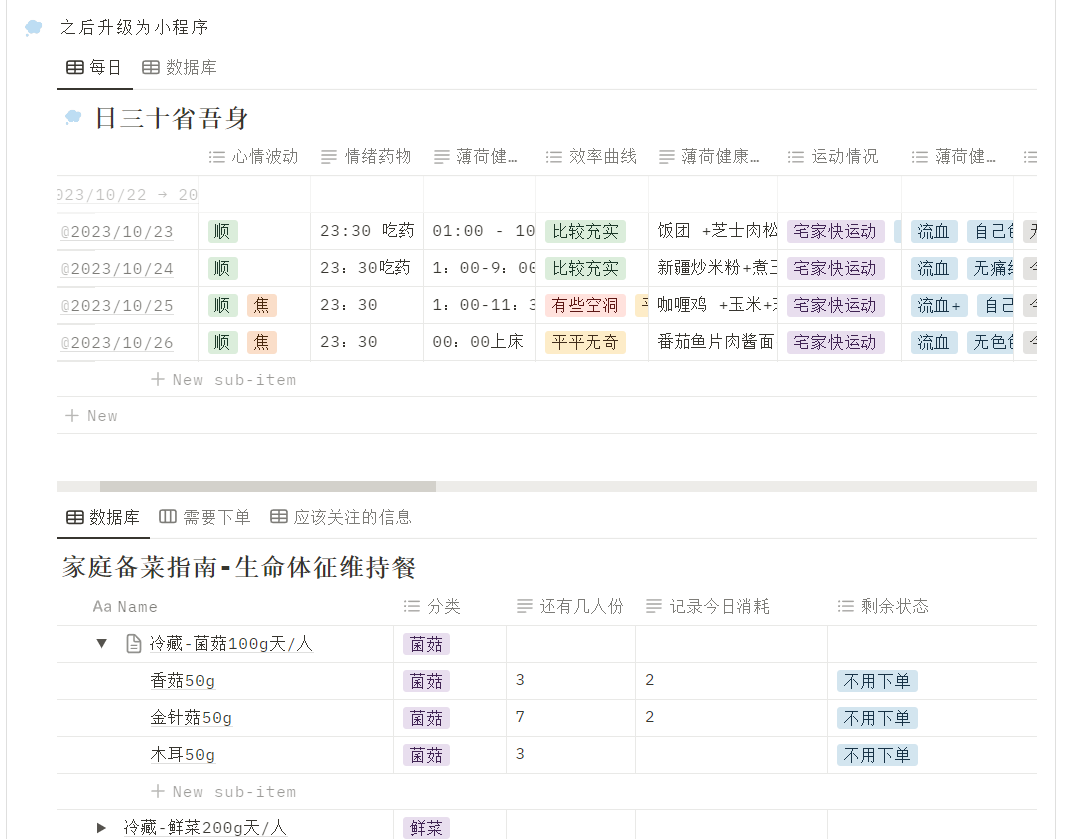 之后升级为小程序
每日 数据库
日三十省吾身
心情波动 情绪药物 薄荷健… 效率曲线 薄荷健康… 运动情况 薄荷健…
023/10/22 → 20
@2023/10/23 顺 23:30 吃药 01:00 - 10 比较充实 饭团 +芝士肉松 宅家快运动 流血 自己
@2023/10/24 顺 23：30吃药 1：00-9：00 比较充实 新疆炒米粉+煮玉 宅家快运动 流血 无痛
@2023/10/25 顺 焦 23：30 1：00-11：3 有些空洞 平 咖喱鸡 +玉米+ 宅家快运动 流血+ 自己
@2023/10/26 顺 焦 23：30 00：00上床 平平无奇 番茄鱼片肉酱面 宅家快运动 流血 无色
+ New sub-item
+ New
数据库 需要下单 应该关注的信息
家庭备菜指南-生命体征维持餐
Aa Name 分类 还有几人份 记录今日消耗 剩余状态
冷藏-菌菇100g天/人 菌菇
香菇50g 菌菇 3 2 不用下单
金针菇50g 菌菇 7 2 不用下单
木耳50g 菌菇 3 不用下单
+ New sub-item
冷藏-鲜菜200g天/人 鲜菜